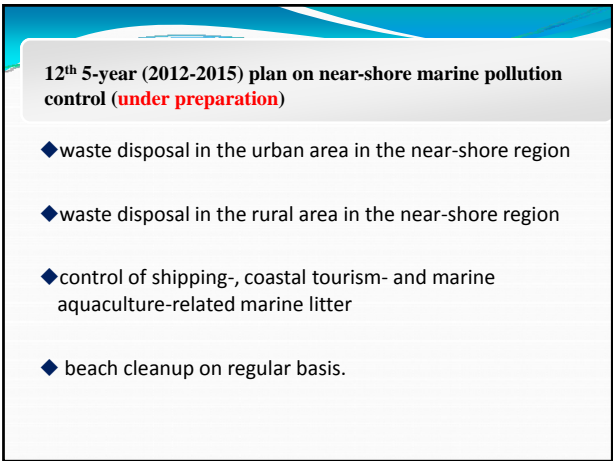 12th 5-year (2012-2015) plan on near-shore marine pollution
control (under preparation)
◆waste disposal in the urban area in the near-shore region
◆waste disposal in the rural area in the near-shore region
◆control of shipping-, coastal tourism- and marine
aquaculture-related marine litter
◆ beach cleanup on regular basis.